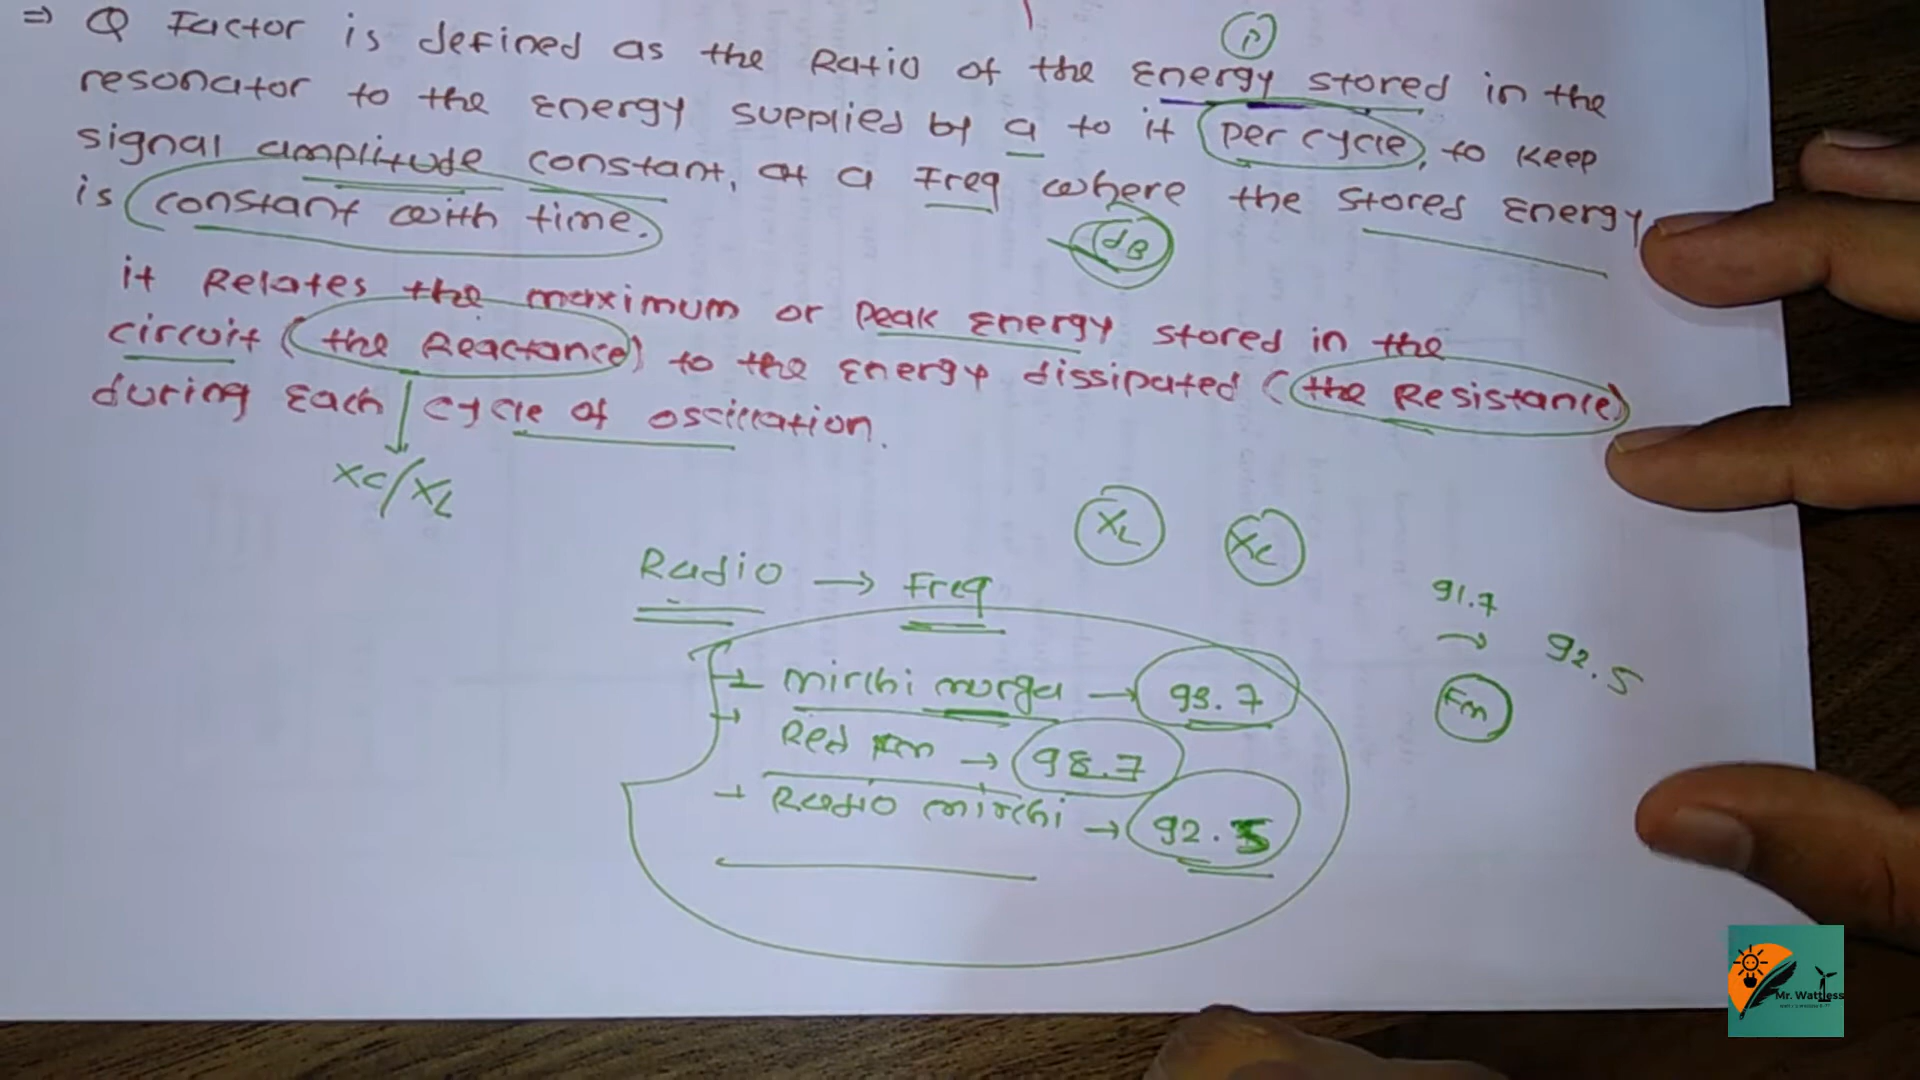 ⇒ Q Factor is defined as the Ratio of the Energy stored in the
resonator to the Energy supplied by a to it per cycle, to keep
signal amplitude constant, at a Freq where the stored Energy
is constant with time.
dB
it Relates the maximum or peak Energy stored in the
circuit (the Reactance) to the Energy dissipated (the Resistance)
during Each cycle of oscillation.
XC/XL
XL XC
Radio → Freq
91.7
→ 92.5
Fm
mirchi murga → 93.7
Red Fm → 98.7
Radio mirchi → 92.5
Mr. Wattless